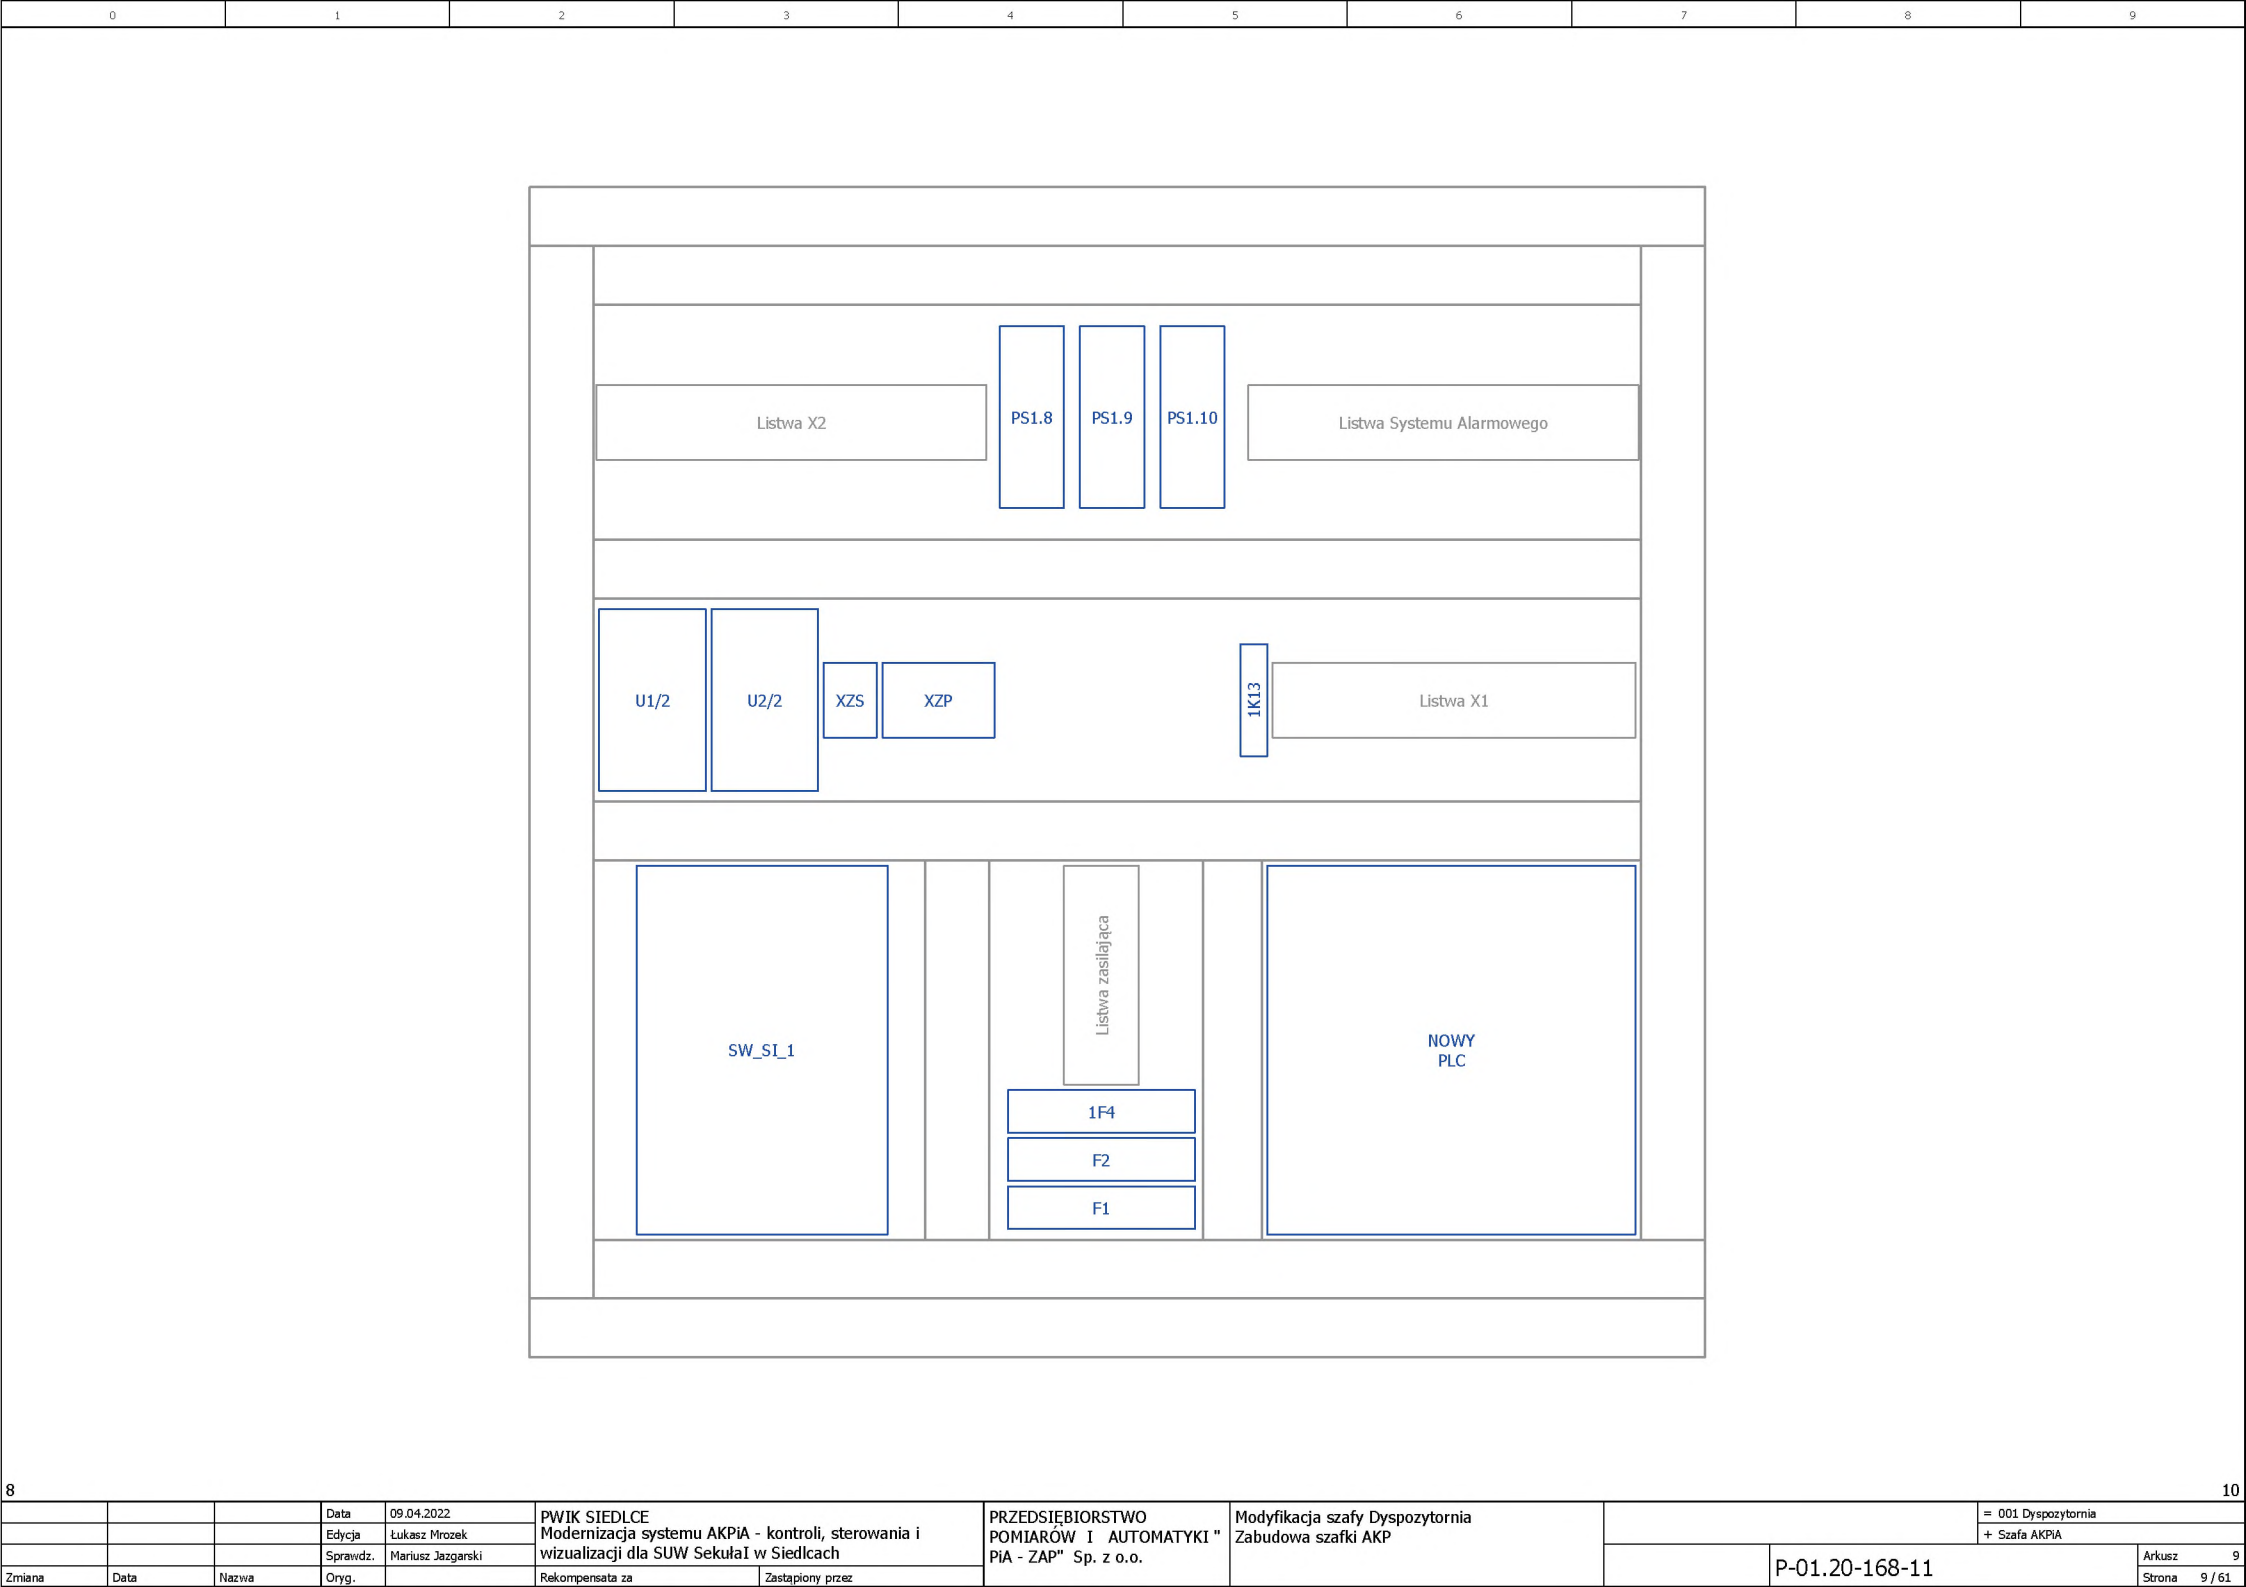 0 1 2 3 4 5 6 7 8 9
Listwa X2
PS1.8
PS1.9
PS1.10
Listwa Systemu Alarmowego
U1/2
U2/2
XZS
XZP
1K13
Listwa X1
SW_SI_1
Listwa zasilająca
NOWY
PLC
1F4
F2
F1
8
10
Zmiana
Data
Nazwa
Data 09.04.2022
Edycja Łukasz Mrozek
Sprawdz. Mariusz Jazgarski
Oryg.
PWIK SIEDLCE
Modernizacja systemu AKPiA - kontroli, sterowania i
wizualizacji dla SUW SekułaI w Siedlcach
Rekompensata za
Zastąpiony przez
PRZEDSIĘBIORSTWO
POMIARÓW I AUTOMATYKI "
PiA - ZAP" Sp. z o.o.
Modyfikacja szafy Dyspozytornia
Zabudowa szafki AKP
P-01.20-168-11
= 001 Dyspozytornia
+ Szafa AKPiA
Arkusz 9
Strona 9 / 61